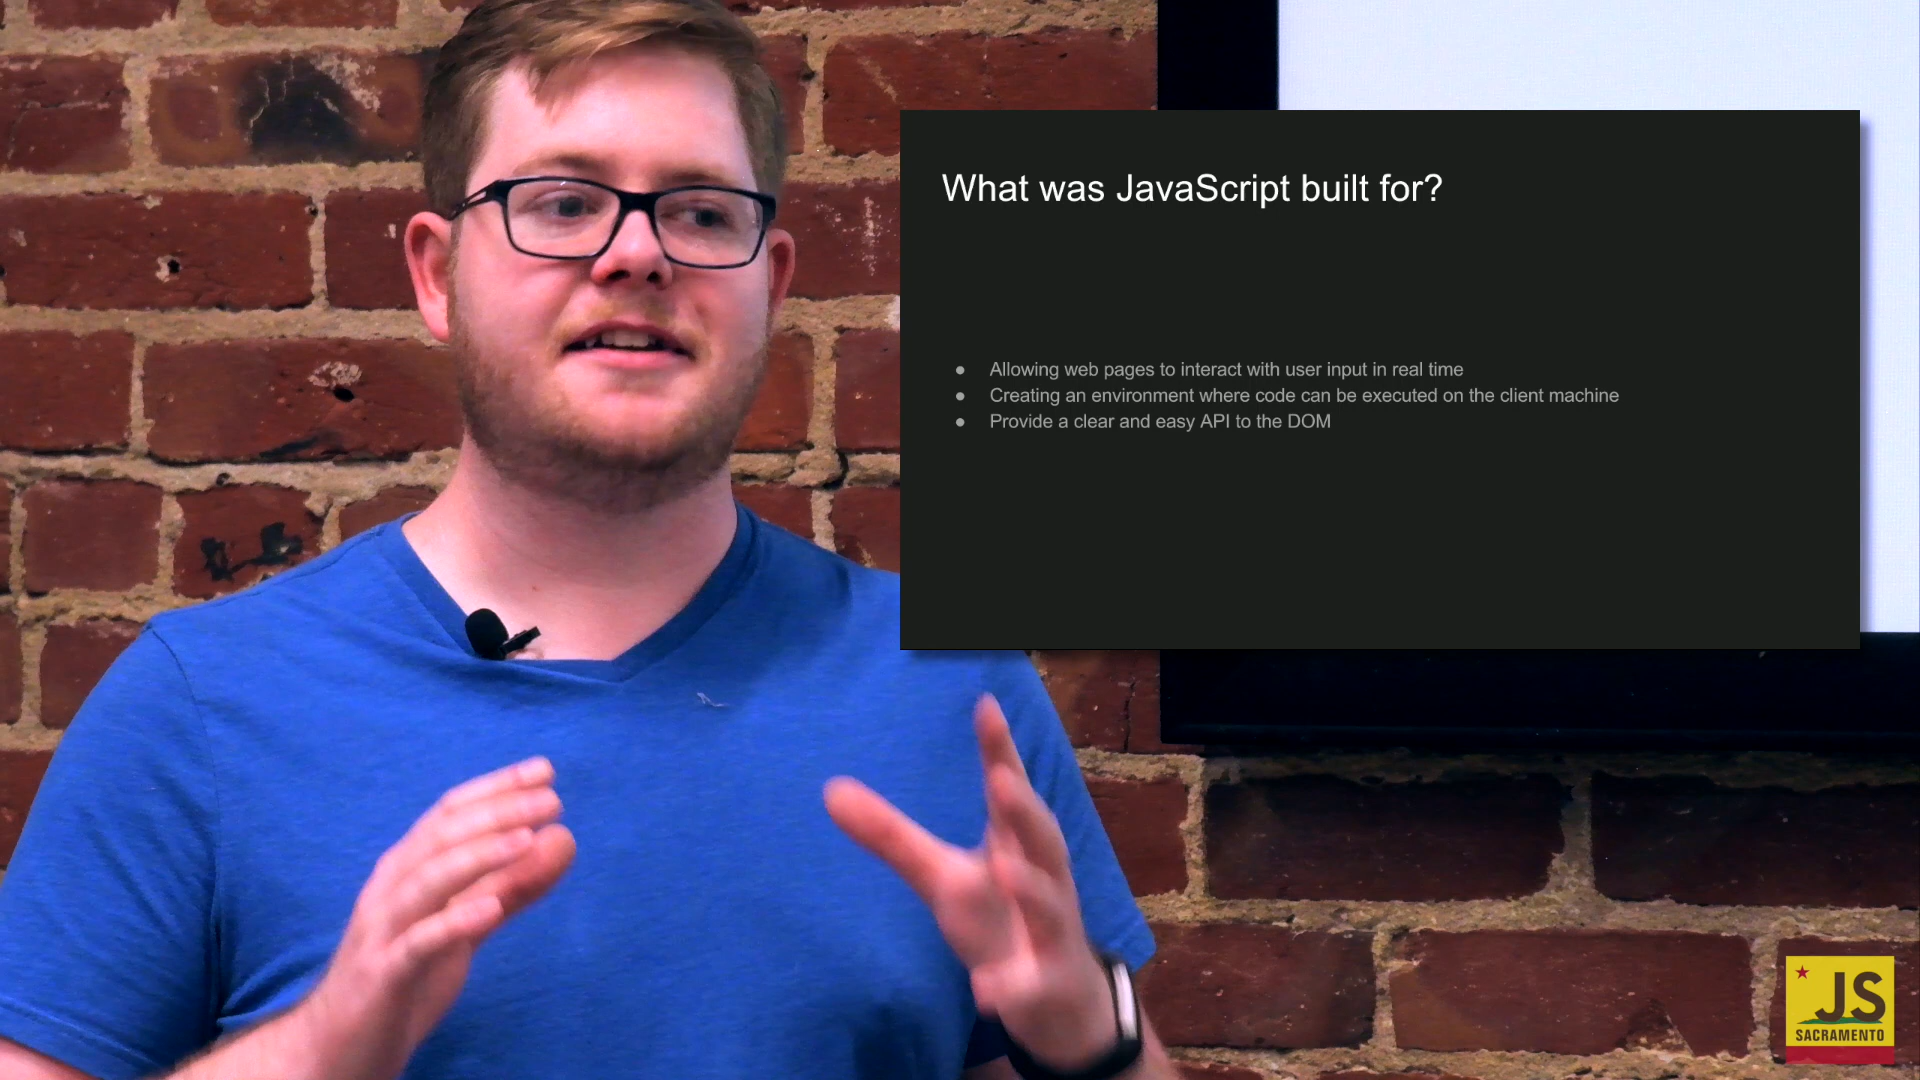 What was JavaScript built for?
● Allowing web pages to interact with user input in real time
● Creating an environment where code can be executed on the client machine
● Provide a clear and easy API to the DOM
JS
SACRAMENTO